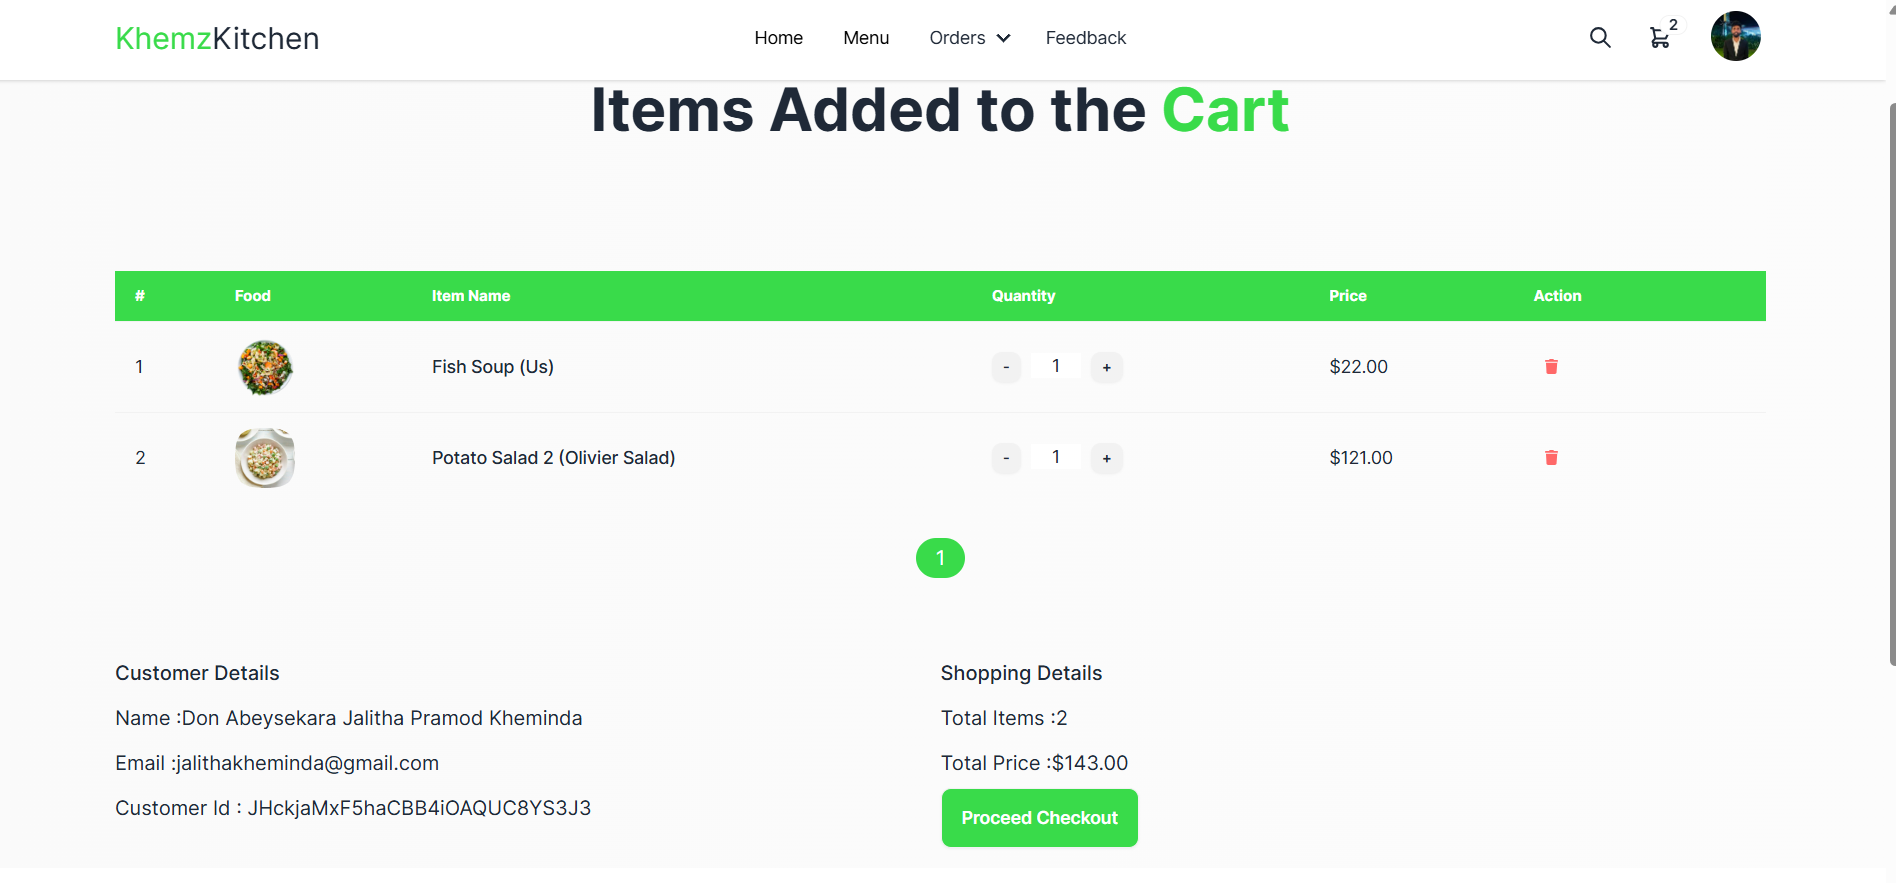 KhemzKitchen Home Menu Orders Feedback 2
Items Added to the Cart
# Food Item Name Quantity Price Action
1 Fish Soup (Us) - 1 + $22.00
2 Potato Salad 2 (Olivier Salad) - 1 + $121.00
1
Customer Details
Name :Don Abeysekara Jalitha Pramod Kheminda
Email :jalithakheminda@gmail.com
Customer Id : JHckjaMxF5haCBB4iOAQUC8YS3J3
Shopping Details
Total Items :2
Total Price :$143.00
Proceed Checkout